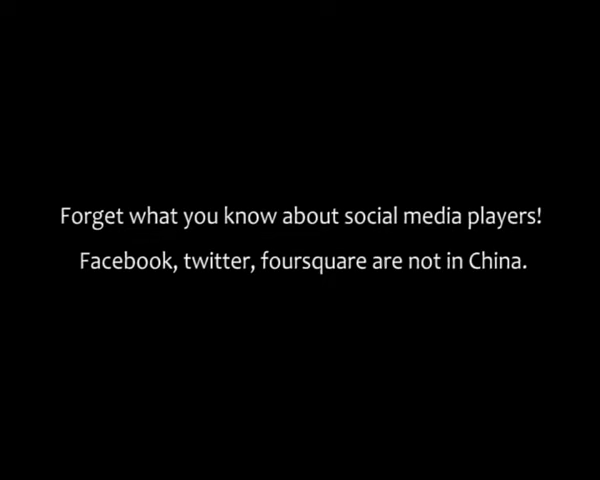 Forget what you know about social media players!
Facebook, twitter, foursquare are not in China.